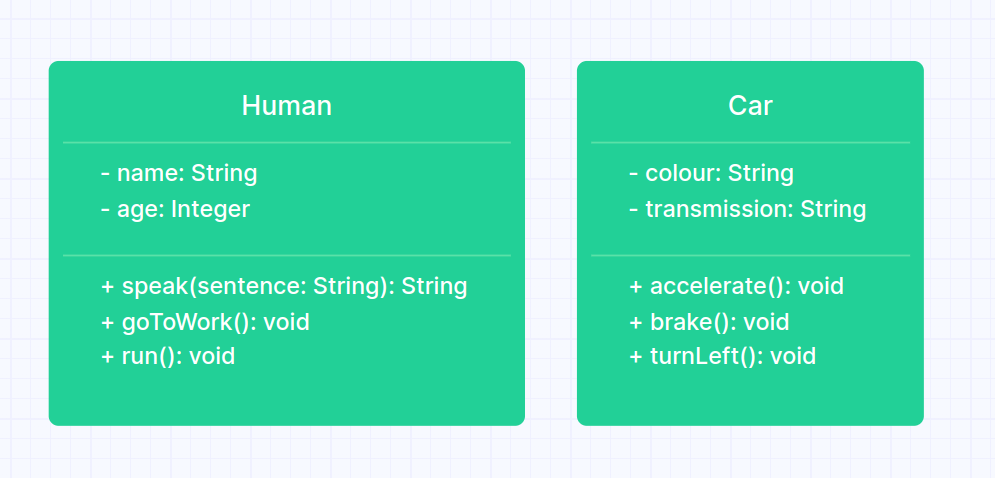 Human
- name: String
- age: Integer
+ speak(sentence: String): String
+ goToWork(): void
+ run(): void
Car
- colour: String
- transmission: String
+ accelerate(): void
+ brake(): void
+ turnLeft(): void